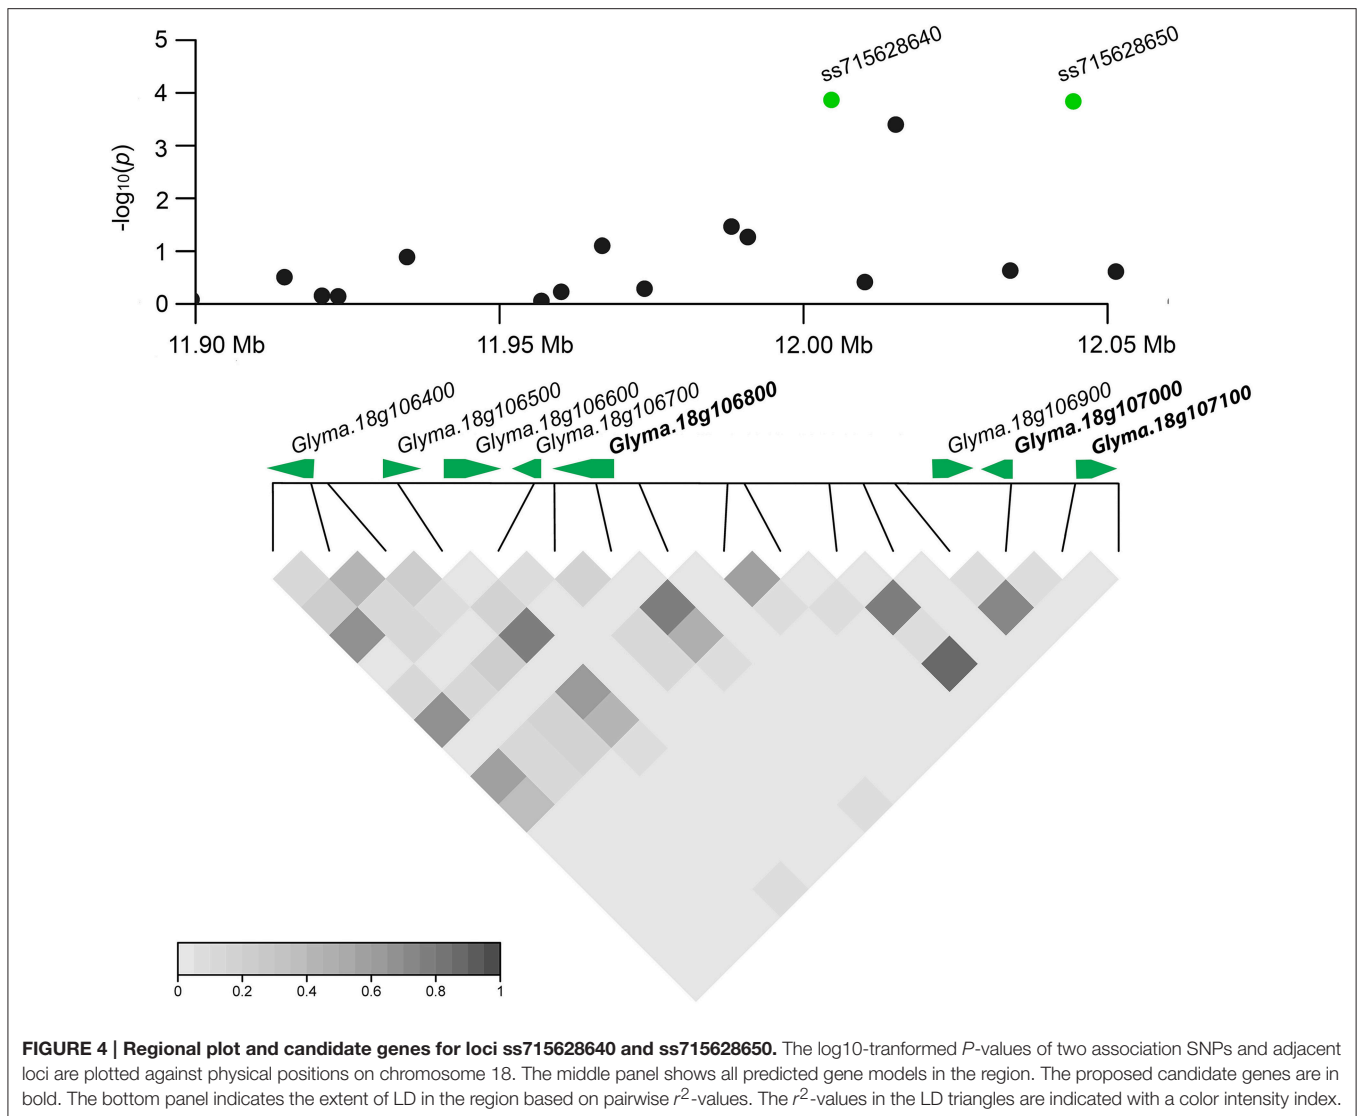 5
4
3
2
1
0
-log10(p)
ss715628640
ss715628650
11.90 Mb
11.95 Mb
12.00 Mb
12.05 Mb
Glyma.18g106400
Glyma.18g106500
Glyma.18g106600
Glyma.18g106700
Glyma.18g106800
Glyma.18g106900
Glyma.18g107000
Glyma.18g107100
0
0.2
0.4
0.6
0.8
1
FIGURE 4 | Regional plot and candidate genes for loci ss715628640 and ss715628650. The log10-tranformed P-values of two association SNPs and adjacent
loci are plotted against physical positions on chromosome 18. The middle panel shows all predicted gene models in the region. The proposed candidate genes are in
bold. The bottom panel indicates the extent of LD in the region based on pairwise r²-values. The r²-values in the LD triangles are indicated with a color intensity index.